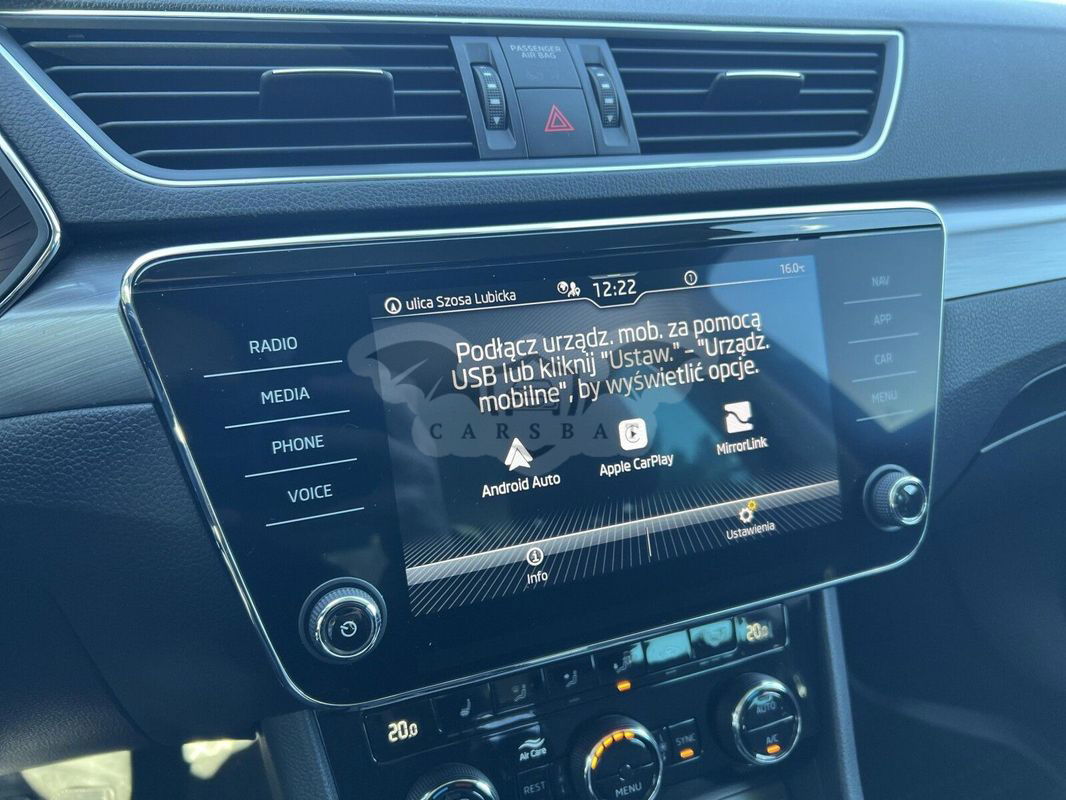 PASSENGER
AIR BAG
ulica Szosa Lubicka
12:22
1
16.0°C
RADIO
MEDIA
PHONE
VOICE
Podłącz urządz. mob. za pomocą
USB lub kliknij "Ustaw." - "Urządz.
mobilne", by wyświetlić opcje.
CARSBA
Android Auto
Apple CarPlay
MirrorLink
Info
Ustawienia
NAV
APP
CAR
MENU
20.0
20.0
Air Care
REST
MENU
SYNC
AUTO
A/C